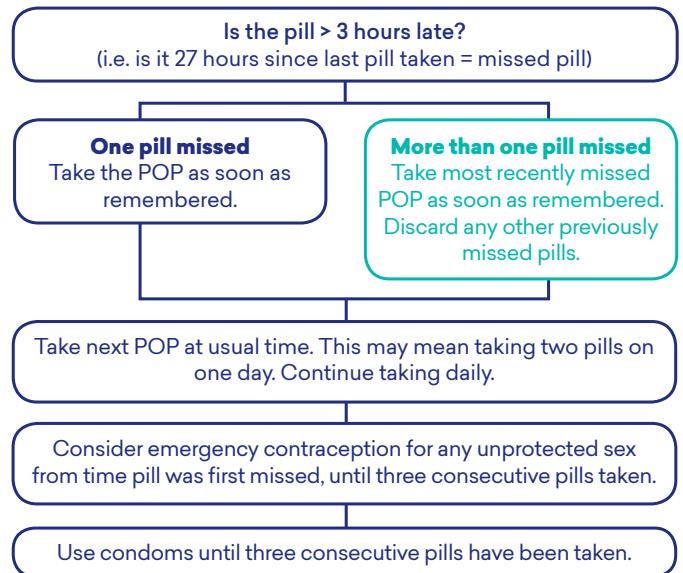 Is the pill > 3 hours late?
(i.e. is it 27 hours since last pill taken = missed pill)
One pill missed
Take the POP as soon as
remembered.
More than one pill missed
Take most recently missed
POP as soon as remembered.
Discard any other previously
missed pills.
Take next POP at usual time. This may mean taking two pills on
one day. Continue taking daily.
Consider emergency contraception for any unprotected sex
from time pill was first missed, until three consecutive pills taken.
Use condoms until three consecutive pills have been taken.